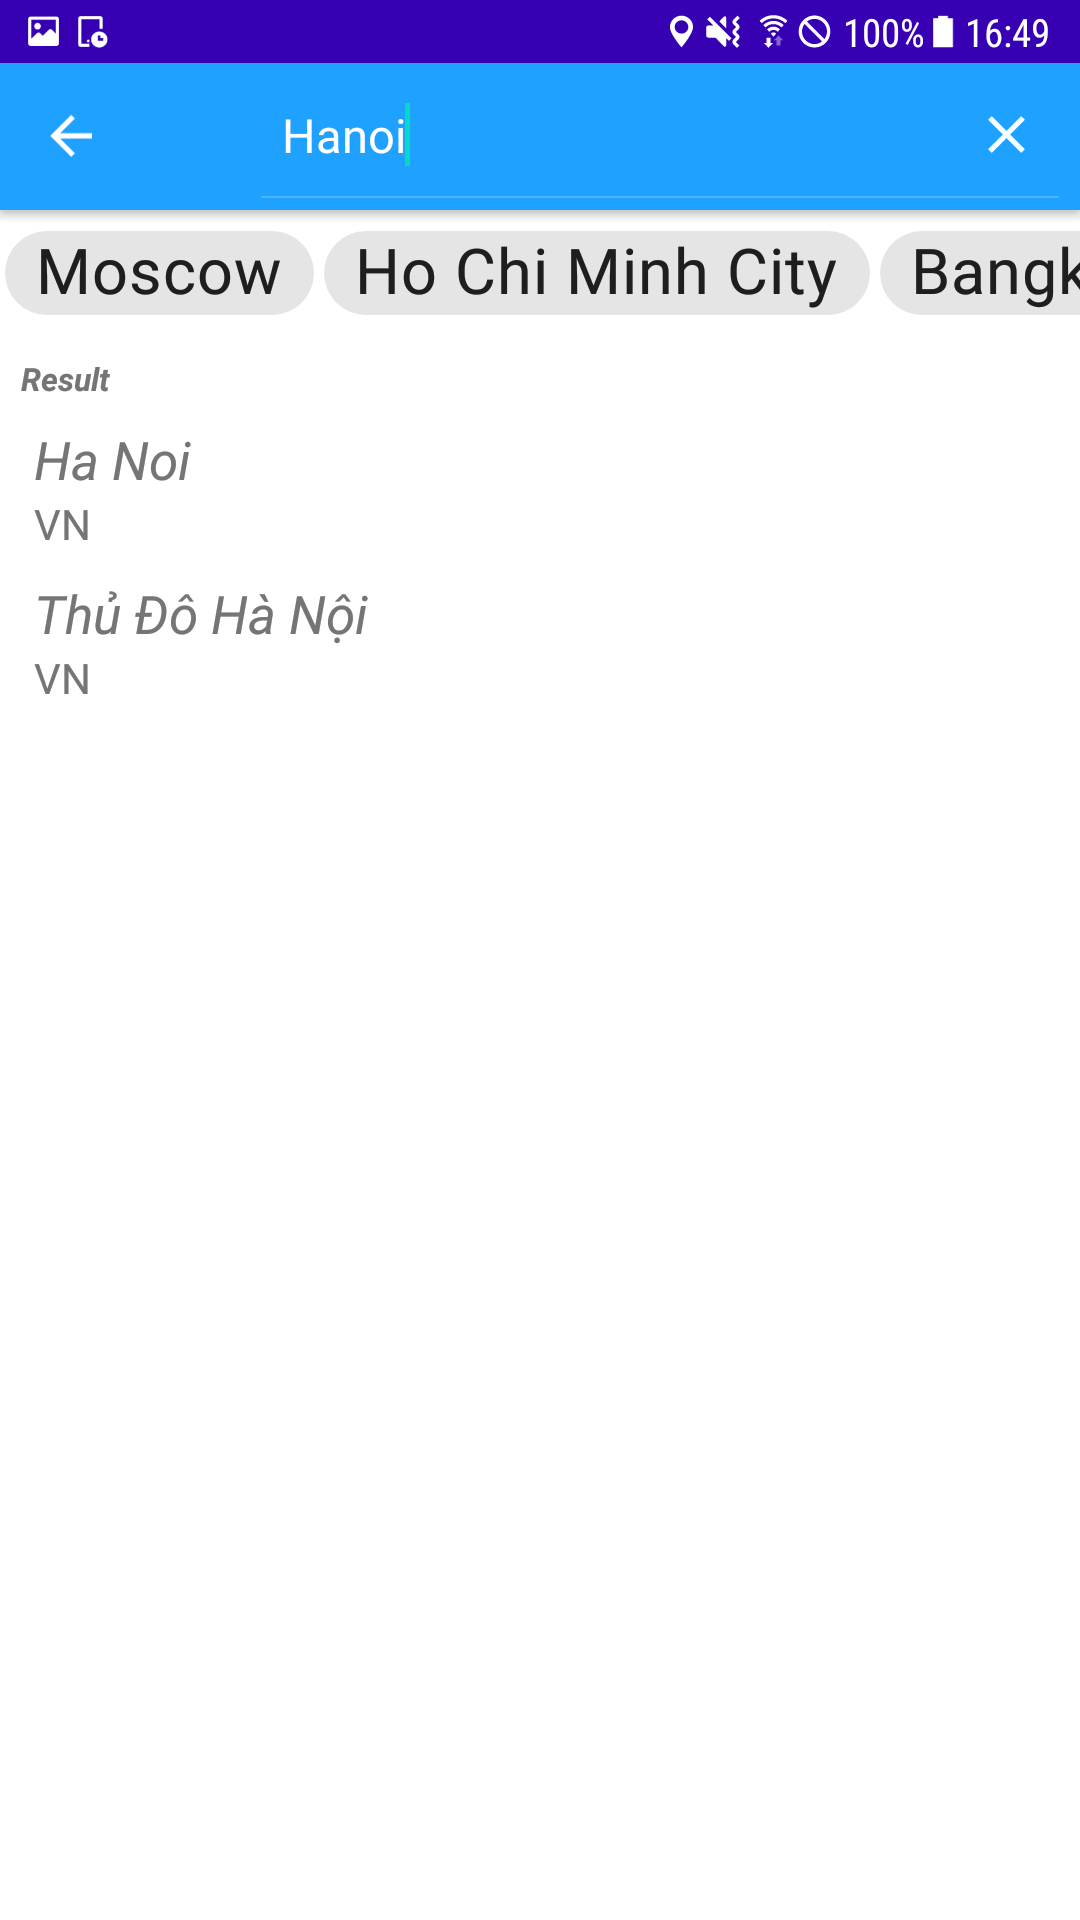 100% 16:49
Hanoi
Moscow Ho Chi Minh City Bangk
Result
Ha Noi
VN
Thủ Đô Hà Nội
VN